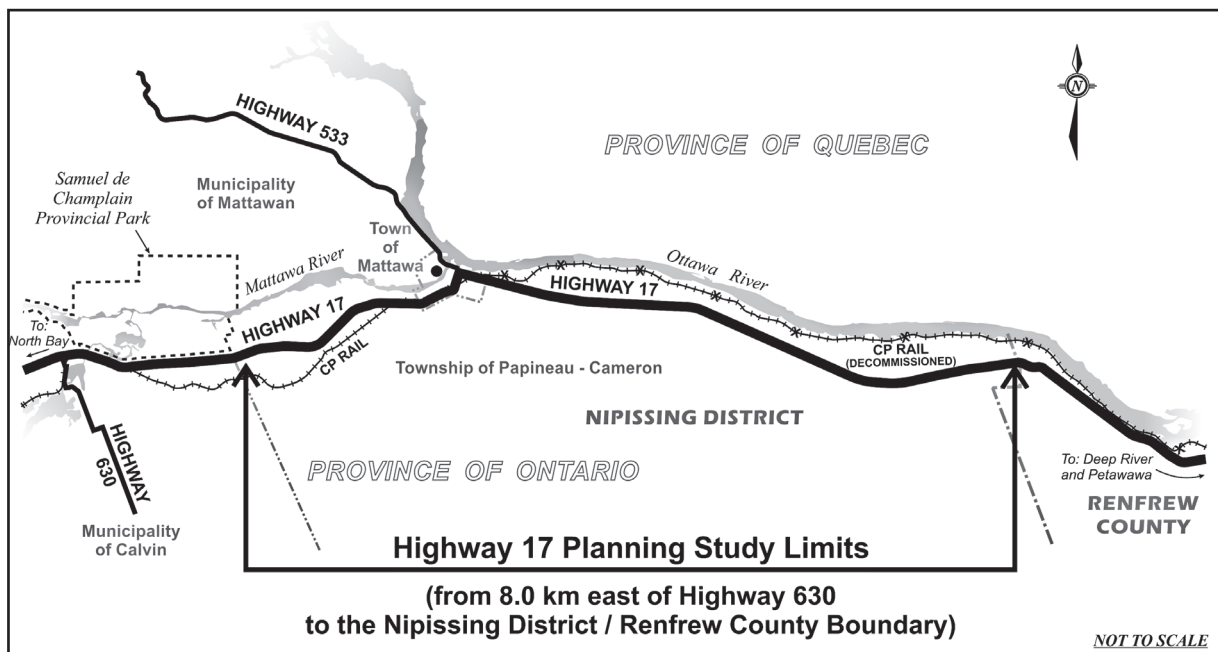 N
HIGHWAY 533
PROVINCE OF QUEBEC
Samuel de
Champlain
Provincial Park
Municipality
of Mattawan
Town
of
Mattawa
Mattawa River
Ottawa River
HIGHWAY 17
HIGHWAY 17
To:
North Bay
CP RAIL
CP RAIL
(DECOMMISSIONED)
Township of Papineau - Cameron
NIPISSING DISTRICT
HIGHWAY
630
PROVINCE OF ONTARIO
To: Deep River
and Petawawa
RENFREW
COUNTY
Municipality
of Calvin
Highway 17 Planning Study Limits
(from 8.0 km east of Highway 630
to the Nipissing District / Renfrew County Boundary)
NOT TO SCALE